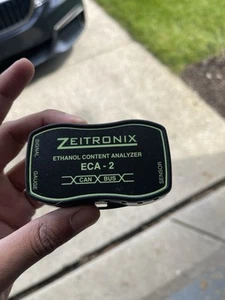 ZEITRONIX
ETHANOL CONTENT ANALYZER
ECA - 2
CAN BUS
SIGNAL
GAUGE
SENSOR